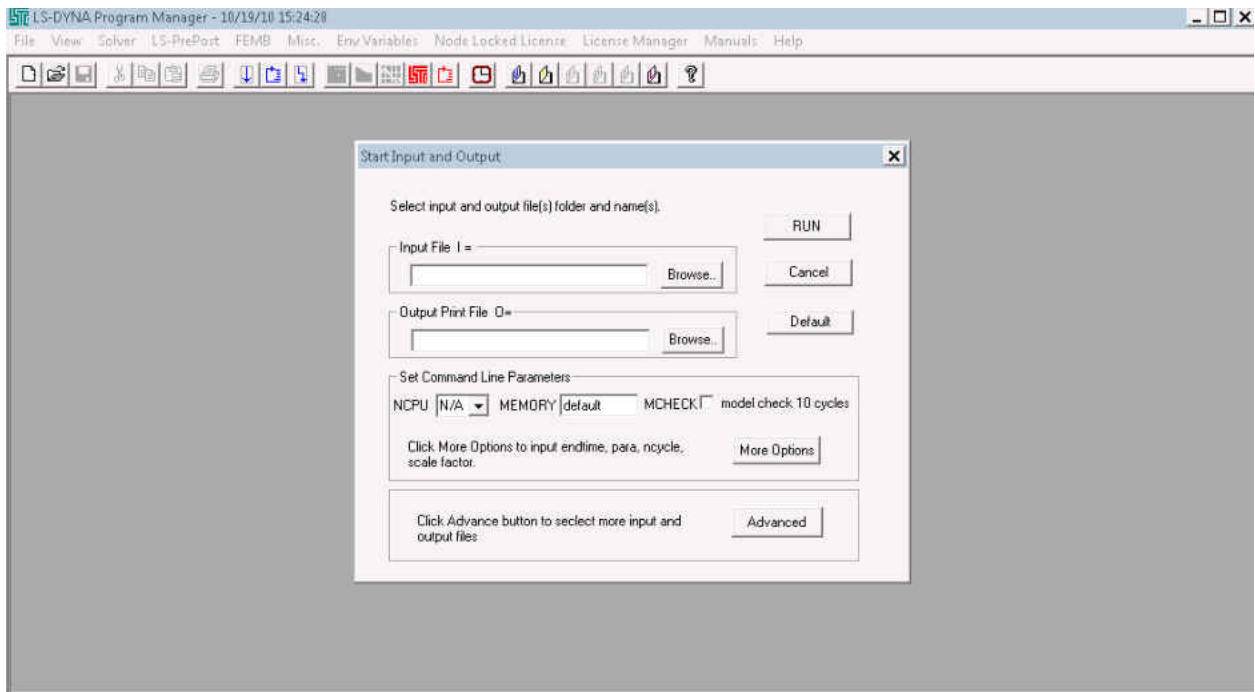 LS-DYNA Program Manager - 10/19/10 15:24:28
File View Solver LS-PrePost FEMB Misc. Env Variables Node Locked License License Manager Manuals Help
Start Input and Output
Select input and output file(s) folder and name(s).
RUN
Input File I =
Browse..
Cancel
Output Print File O=
Default
Browse..
Set Command Line Parameters
NCPU N/A MEMORY default MCHECK model check 10 cycles
Click More Options to input endtime, para, ncycle,
scale factor.
More Options
Click Advance button to seclect more input and
output files
Advanced